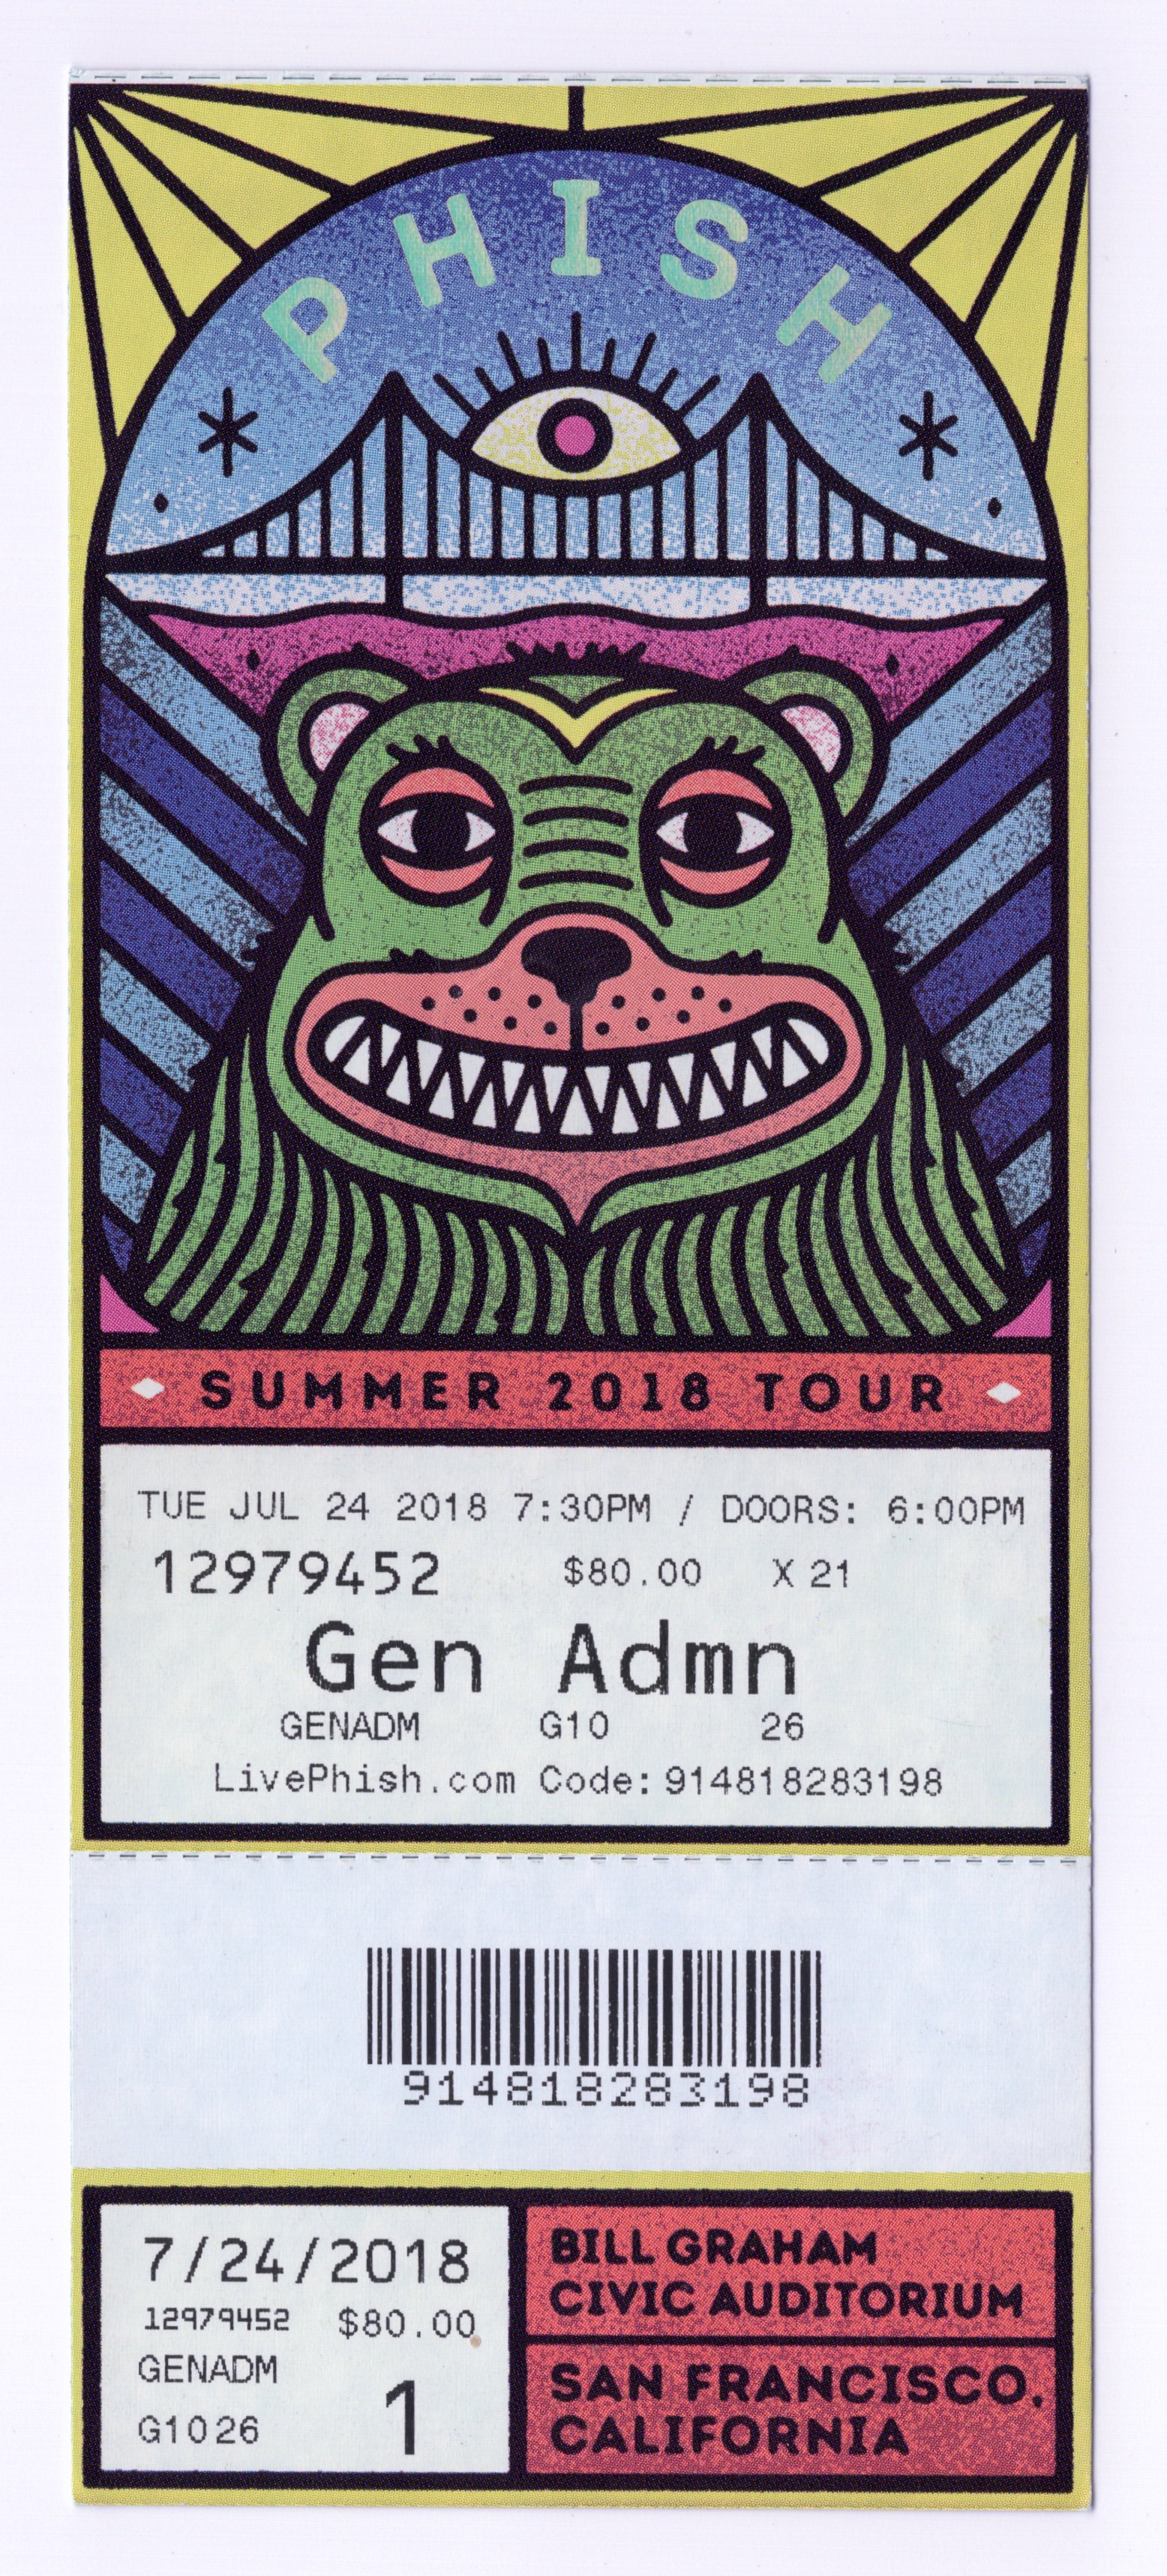 PHISH
SUMMER 2018 TOUR
TUE JUL 24 2018 7:30PM / DOORS: 6:00PM
12979452 $80.00 X 21
Gen Admn
GENADM G10 26
LivePhish.com Code: 914818283198
914818283198
7/24/2018
12979452 $80.00
GENADM
G1026 1
BILL GRAHAM
CIVIC AUDITORIUM
SAN FRANCISCO,
CALIFORNIA